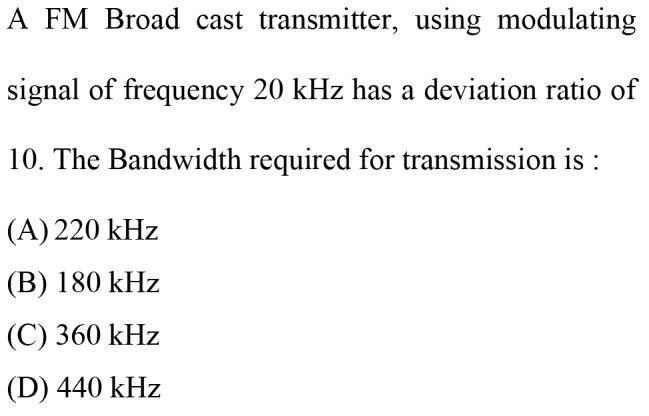 A FM Broad cast transmitter, using modulating
signal of frequency 20 kHz has a deviation ratio of
10. The Bandwidth required for transmission is :
(A) 220 kHz
(B) 180 kHz
(C) 360 kHz
(D) 440 kHz